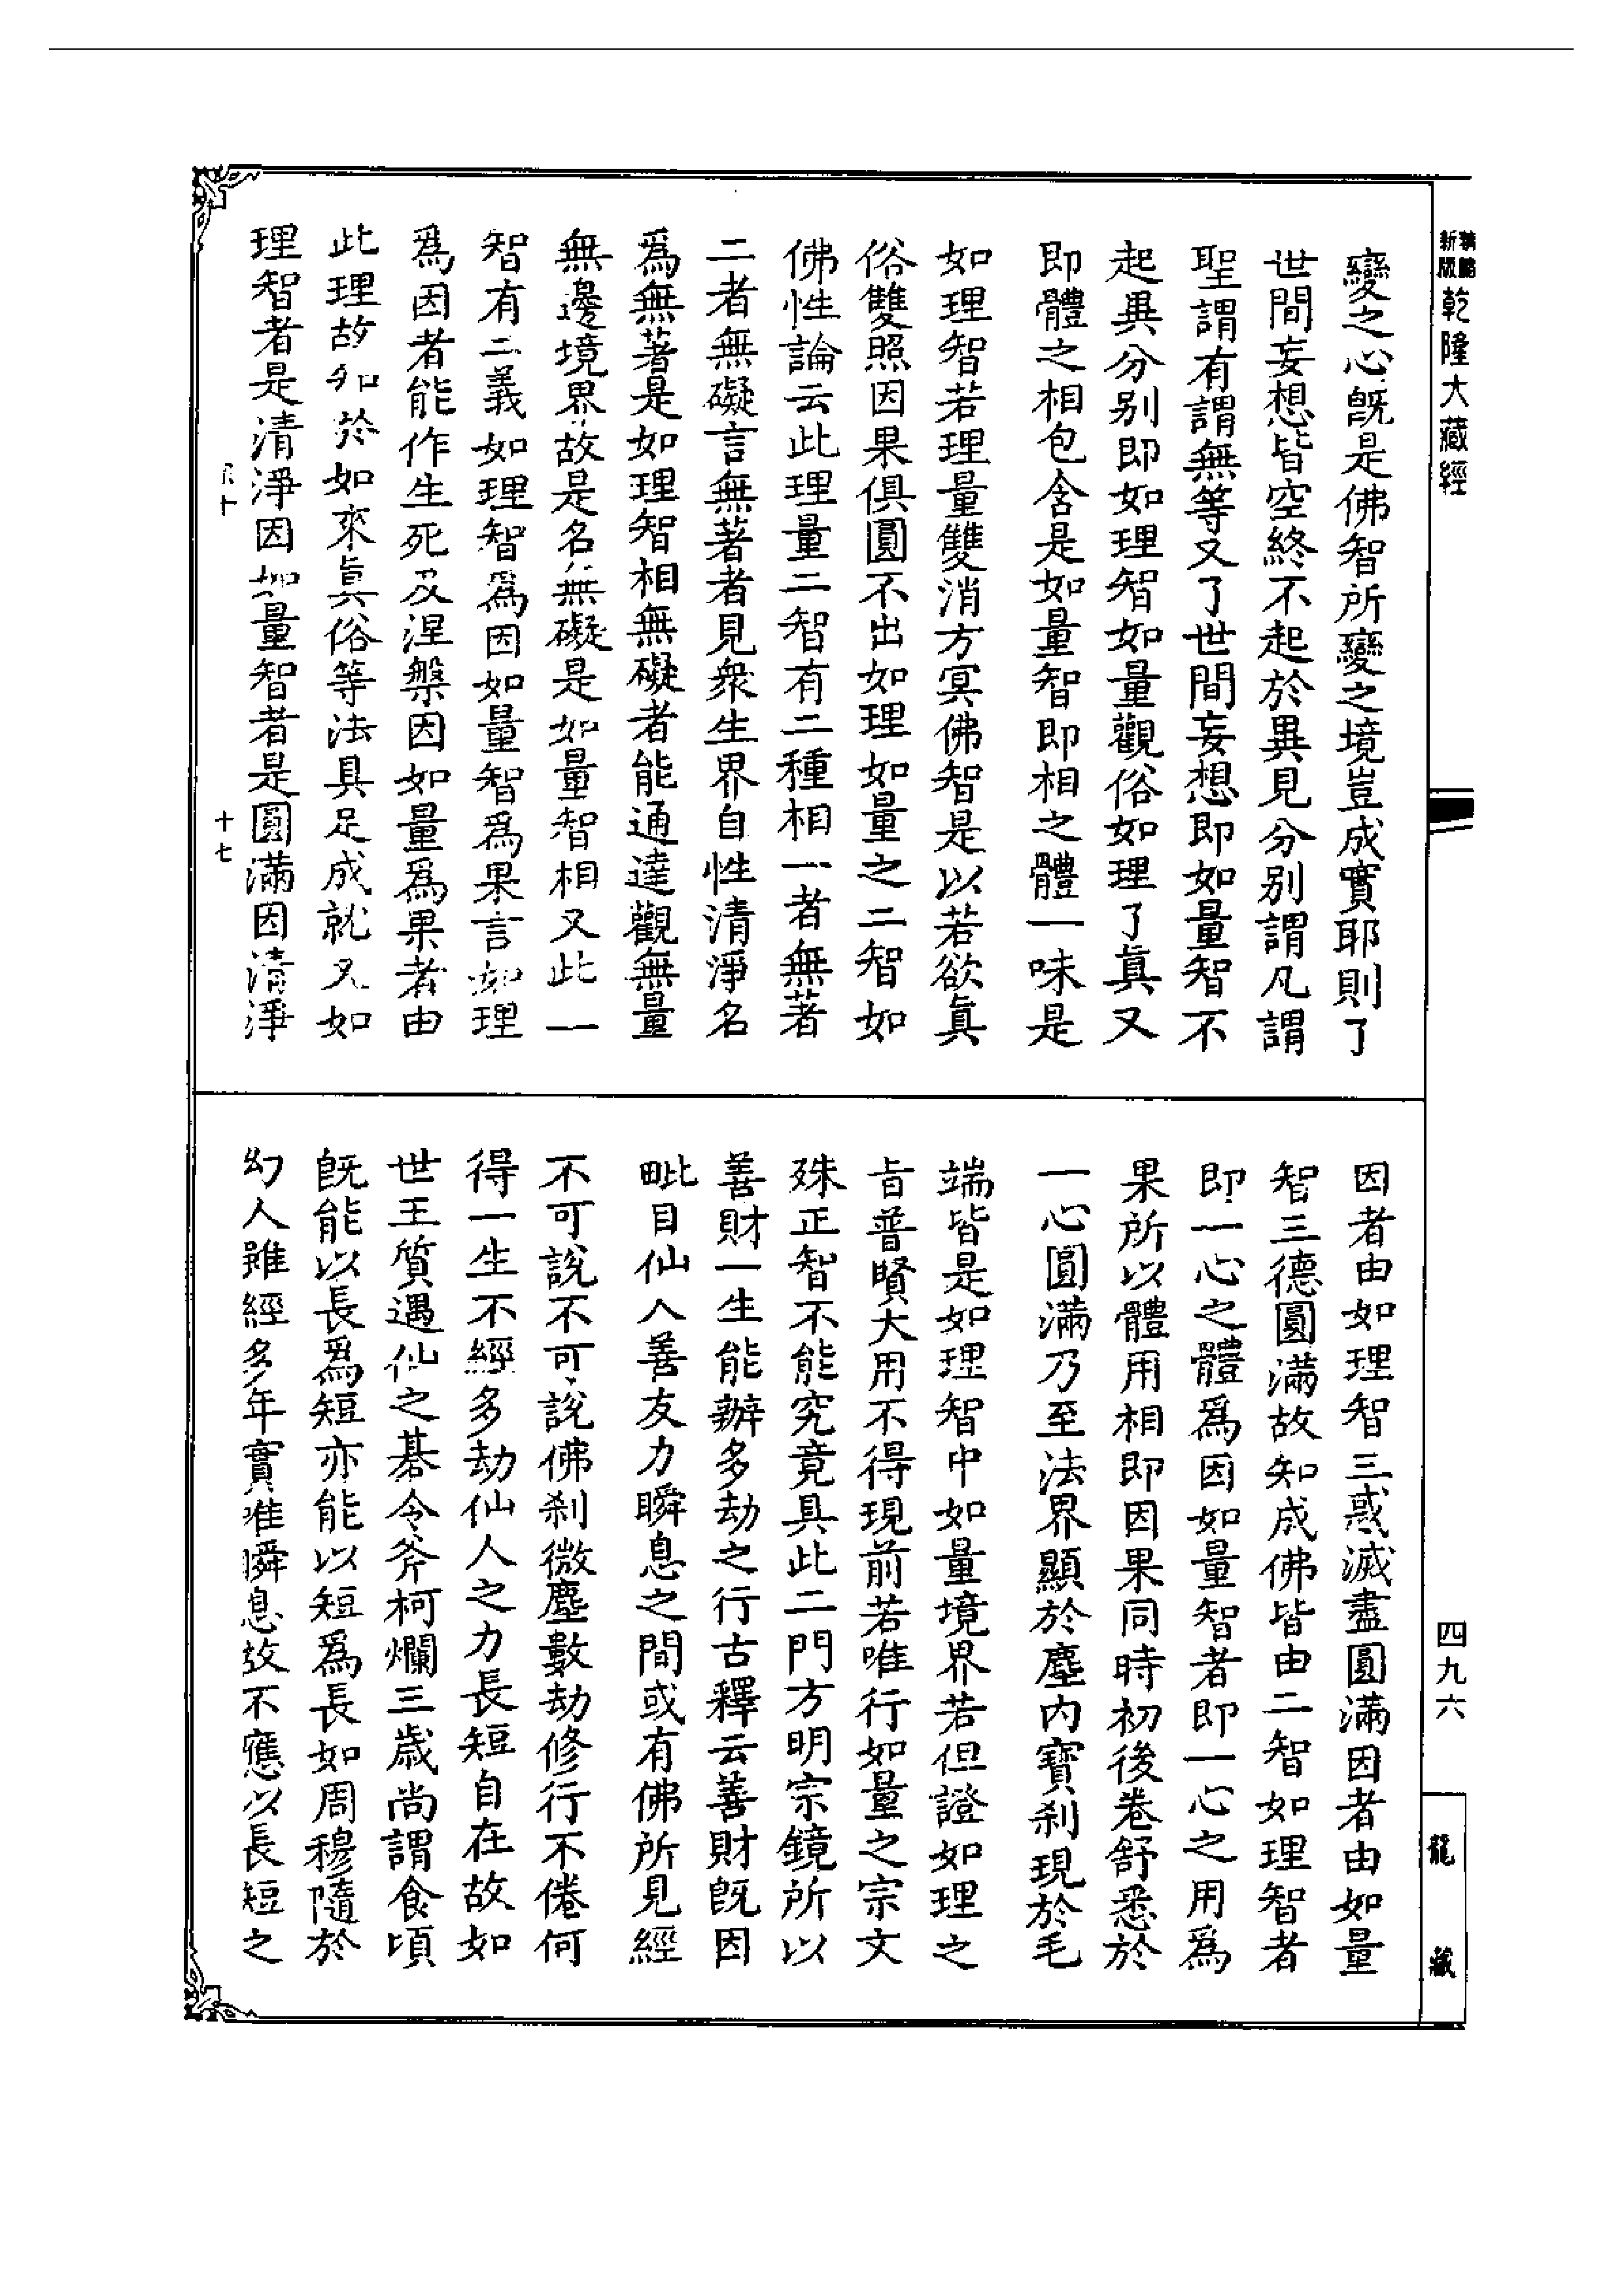 新版精縮乾隆大藏經
變之心既是佛智所變之境豈成實耶則了
世間妄想皆空終不起於異見分別謂凡謂
聖謂有謂無等又了世間妄想即如量智不
起異分別即如理智如量觀俗如理了真又
即體之相包含是如量智即相之體一味是
如理智若理量雙消方冥佛智是以若欲真
俗雙照因果俱圓不出如理如量之二智如
佛性論云此理量二智有二種相一者無著
二者無礙言無著者見衆生界自性清淨名
爲無著是如理智相無礙者能通達觀無量
無邊境界故是名無礙是如量智相又此一
智有二義如理智爲因如量智爲果言如理
爲因者能作生死及涅槃因如量爲果者由
此理故知於如來真俗等法具足成就又如
理智者是清淨因如量智者是圓滿因清淨
十七
因者由如理智三惑滅盡圓滿因者由如量
智三德圓滿故知成佛皆由二智如理智者
即一心之體爲因如量智者即一心之用爲
果所以體用相即因果同時初後卷舒悉於
一心圓滿乃至法界顯於塵内寶刹現於毛
端皆是如理智中如量境界若但證如理之
旨普賢大用不得現前若唯行如量之宗文
殊正智不能究竟具此二門方明宗鏡所以
善財一生能辦多劫之行古釋云善財既因
毗目仙人善友力瞬息之間或有佛所見經
不可說不可說佛刹微塵數劫修行不倦何
得一生不經多劫仙人之力長短自在故如
世王質遇仙之碁令斧柯爛三歲尚謂食頃
既能以長爲短亦能以短爲長如周穆隨於
幻人雖經多年實唯瞬息故不應以長短之
四九六
龍藏